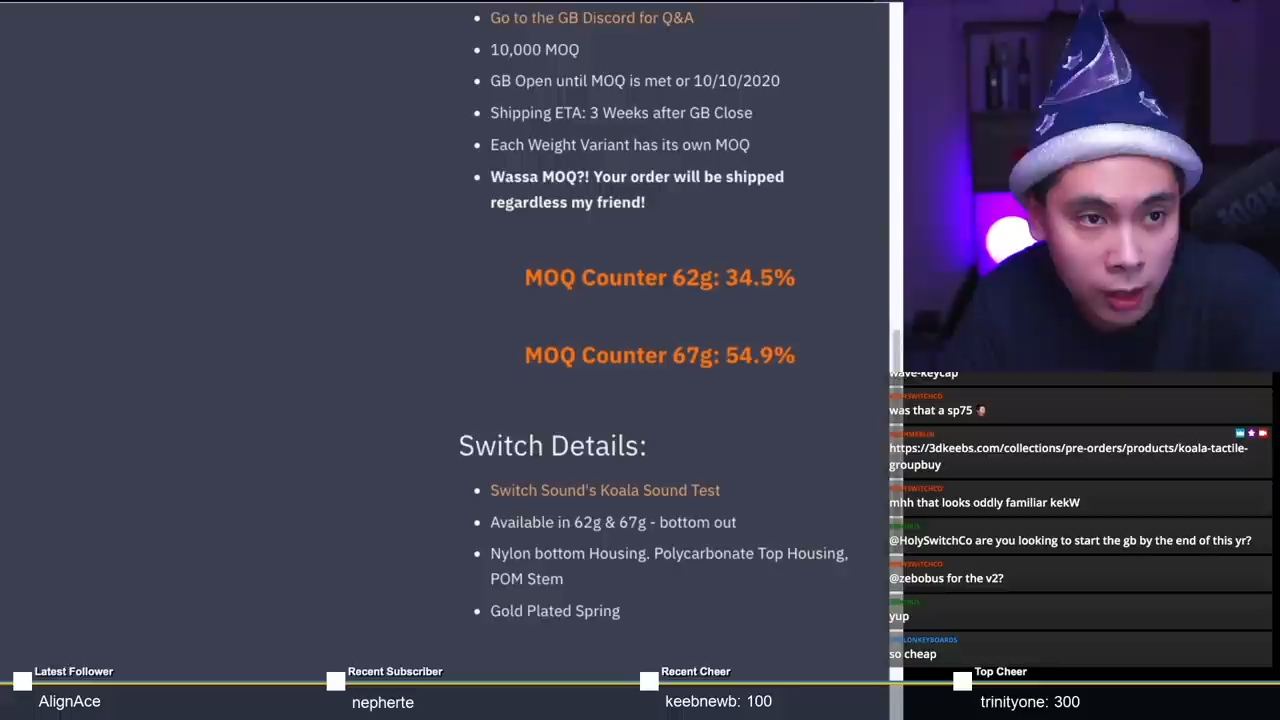 Go to the GB Discord for Q&A
10,000 MOQ
GB Open until MOQ is met or 10/10/2020
Shipping ETA: 3 Weeks after GB Close
Each Weight Variant has its own MOQ
Wassa MOQ?! Your order will be shipped
regardless my friend!
MOQ Counter 62g: 34.5%
MOQ Counter 67g: 54.9%
Switch Details:
Switch Sound's Koala Sound Test
Available in 62g & 67g - bottom out
Nylon bottom Housing. Polycarbonate Top Housing,
POM Stem
Gold Plated Spring
wave-keycap
was that a sp75
https://3dkeebs.com/collections/pre-orders/products/koala-tactile-
groupbuy
mhh that looks oddly familiar kekW
@HolySwitchCo are you looking to start the gb by the end of this yr?
@zebobus for the v2?
yup
so cheap
Latest Follower
AlignAce
Recent Subscriber
nepherte
Recent Cheer
keebnewb: 100
Top Cheer
trinityone: 300